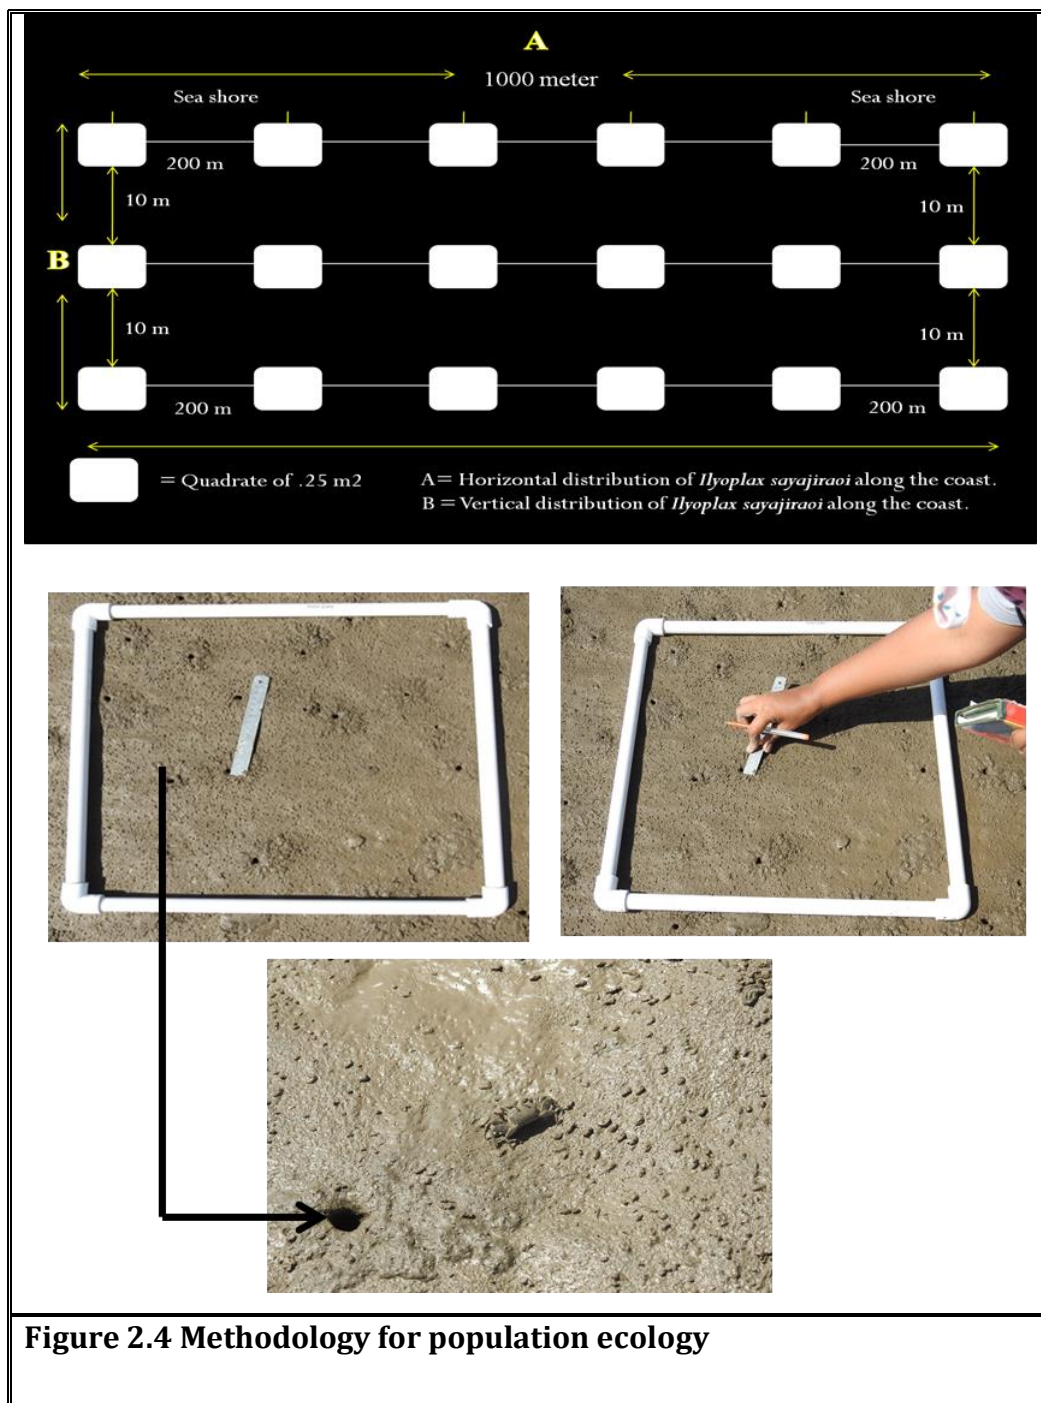 A
1000 meter
Sea shore
Sea shore
200 m
200 m
10 m
10 m
B
10 m
10 m
200 m
200 m
= Quadrate of .25 m2
A= Horizontal distribution of Ilyoplax sayajiraoi along the coast.
B = Vertical distribution of Ilyoplax sayajiraoi along the coast.
Figure 2.4 Methodology for population ecology